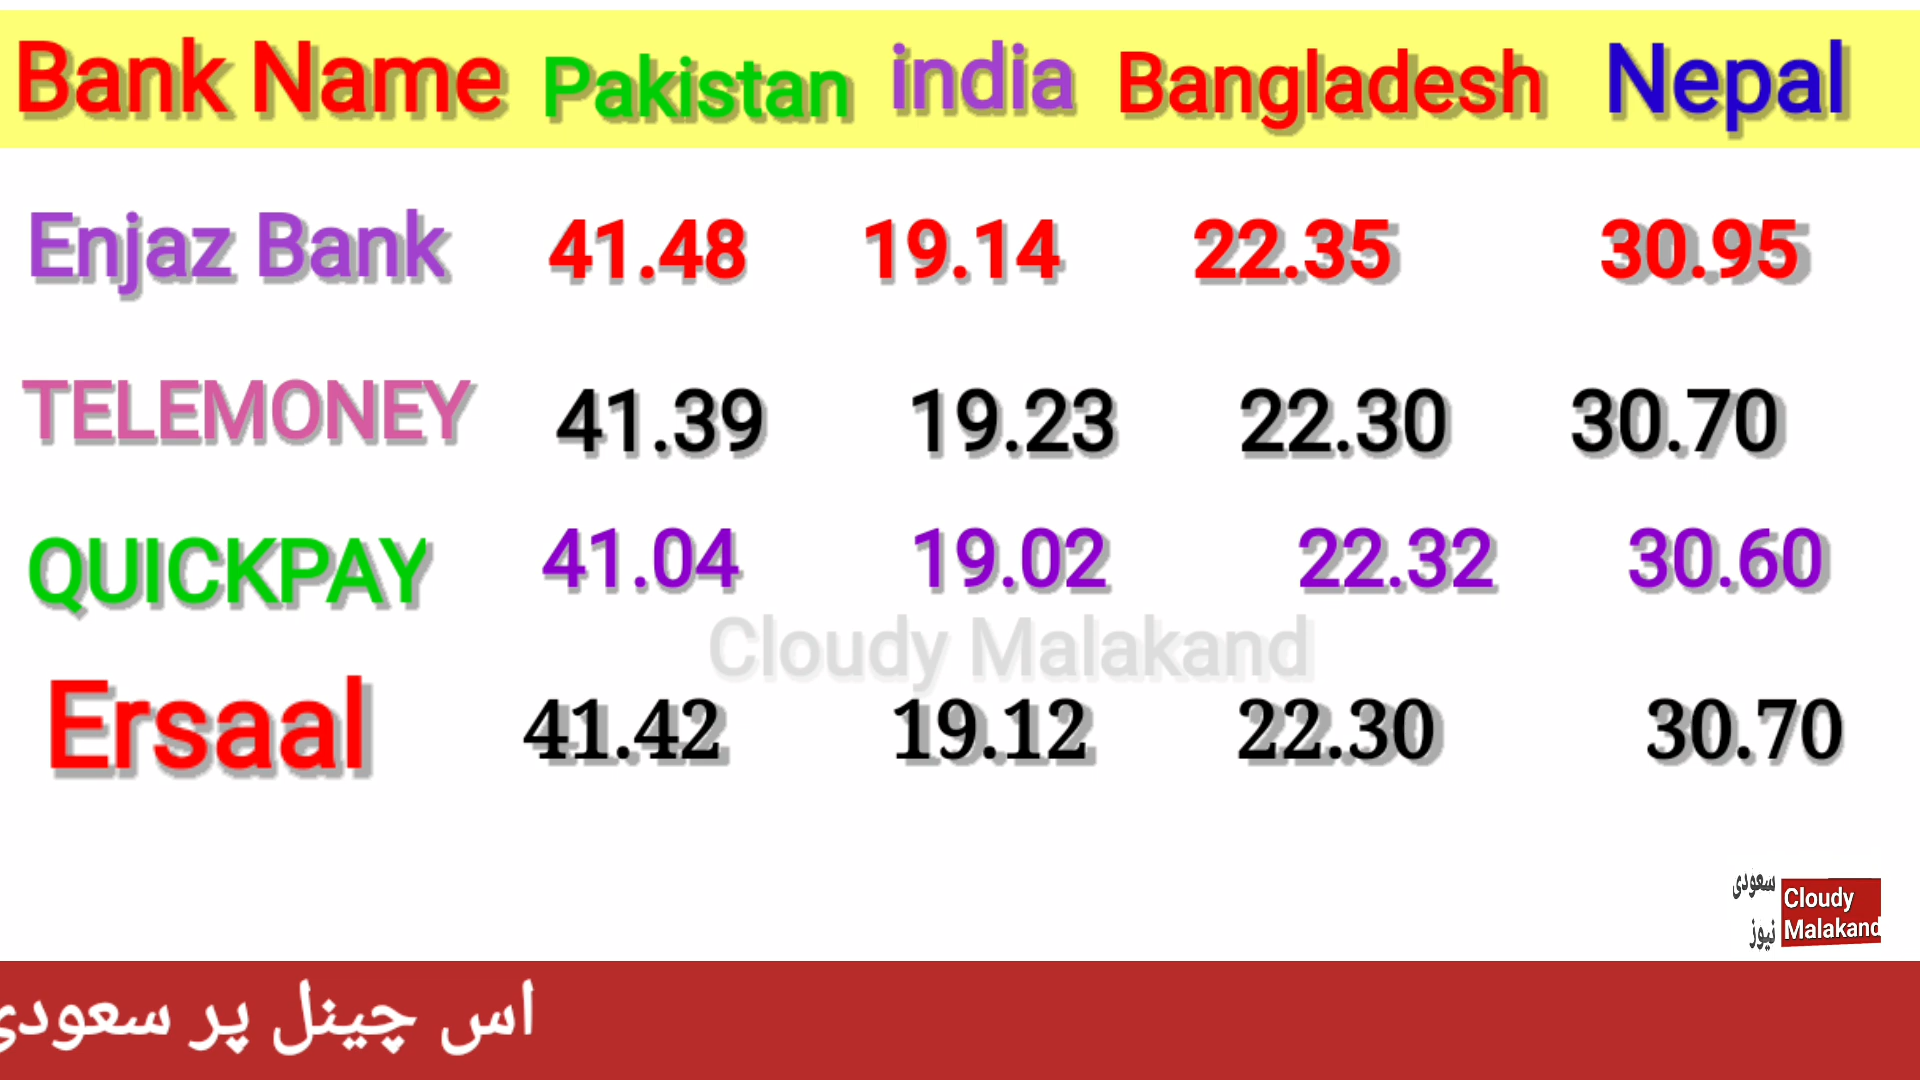 Bank Name Pakistan india Bangladesh Nepal
Enjaz Bank 41.48 19.14 22.35 30.95
TELEMONEY 41.39 19.23 22.30 30.70
QUICKPAY 41.04 19.02 22.32 30.60
Cloudy Malakand
Ersaal 41.42 19.12 22.30 30.70
سعودی
نیوز
Cloudy
Malakand
اس چینل پر سعودی